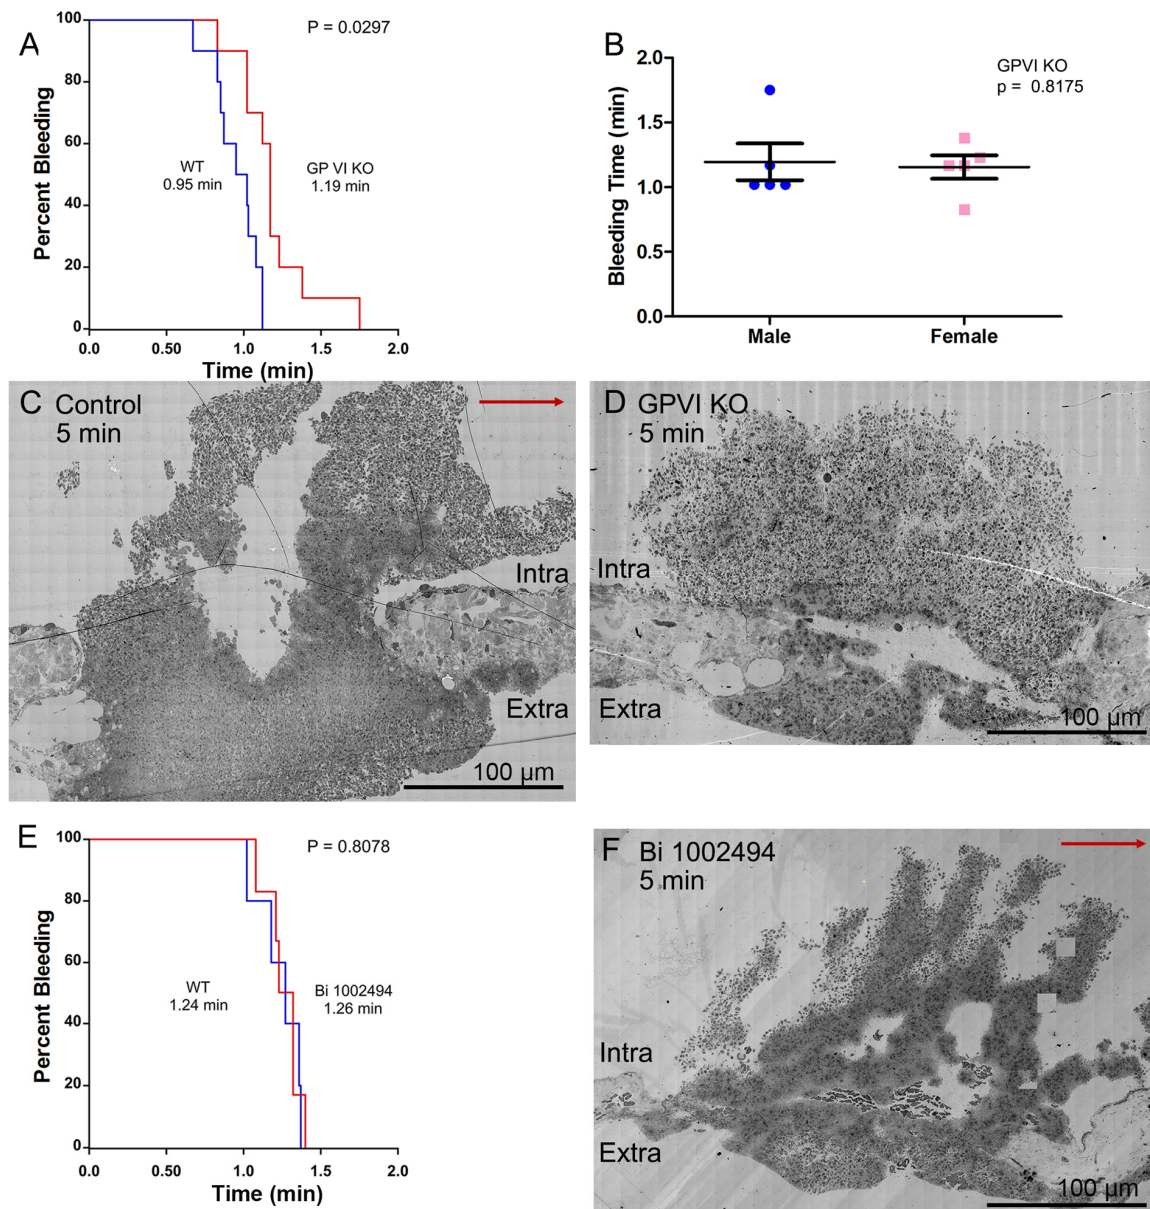 A
P = 0.0297
100
80
60
40
20
0
Percent Bleeding
WT
0.95 min
GP VI KO
1.19 min
0.0
0.50
1.0
1.5
2.0
Time (min)
B
GPVI KO
p = 0.8175
2.0
1.5
1.0
0.5
0.0
Bleeding Time (min)
Male
Female
C Control
5 min
Intra
Extra
100 µm
D GPVI KO
5 min
Intra
Extra
100 µm
E
P = 0.8078
100
80
60
40
20
0
Percent Bleeding
WT
1.24 min
Bi 1002494
1.26 min
0.0
0.50
1.0
1.5
2.0
Time (min)
F Bi 1002494
5 min
Intra
Extra
100 µm